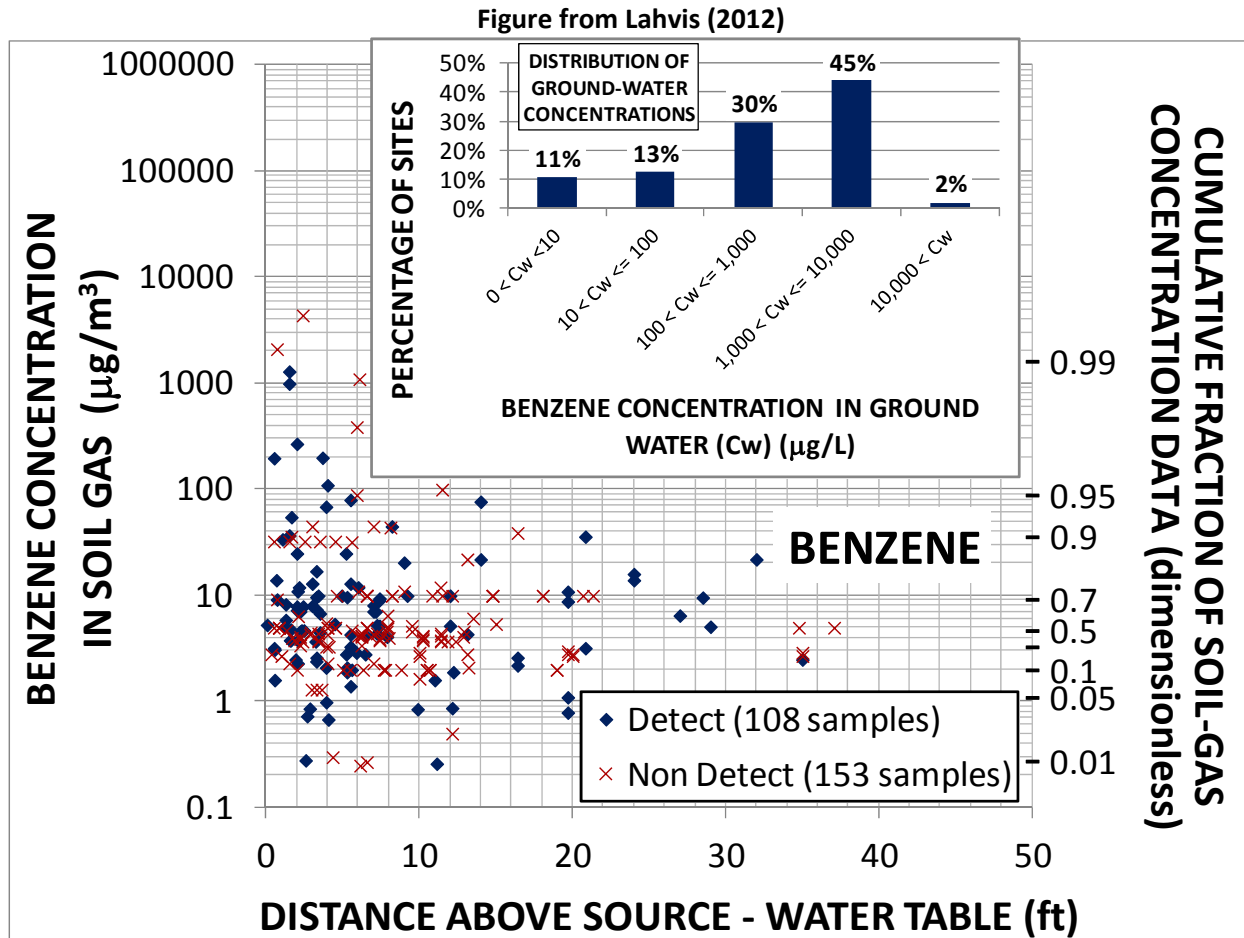 Figure from Lahvis (2012)
BENZENE CONCENTRATION
IN SOIL GAS (µg/m³)
1000000
100000
10000
1000
100
10
1
0.1
PERCENTAGE OF SITES
50%
40%
30%
20%
10%
0%
DISTRIBUTION OF
GROUND-WATER
CONCENTRATIONS
11%
13%
30%
45%
2%
0 < Cw <10
10 < Cw <= 100
100 < Cw <= 1,000
1,000 < Cw <= 10,000
10,000 < Cw
BENZENE CONCENTRATION IN GROUND
WATER (Cw) (µg/L)
0.99
0.95
0.9
0.7
0.5
0.1
0.05
0.01
CUMULATIVE FRACTION OF SOIL-GAS
CONCENTRATION DATA (dimensionless)
BENZENE
Detect (108 samples)
Non Detect (153 samples)
0
10
20
30
40
50
DISTANCE ABOVE SOURCE - WATER TABLE (ft)